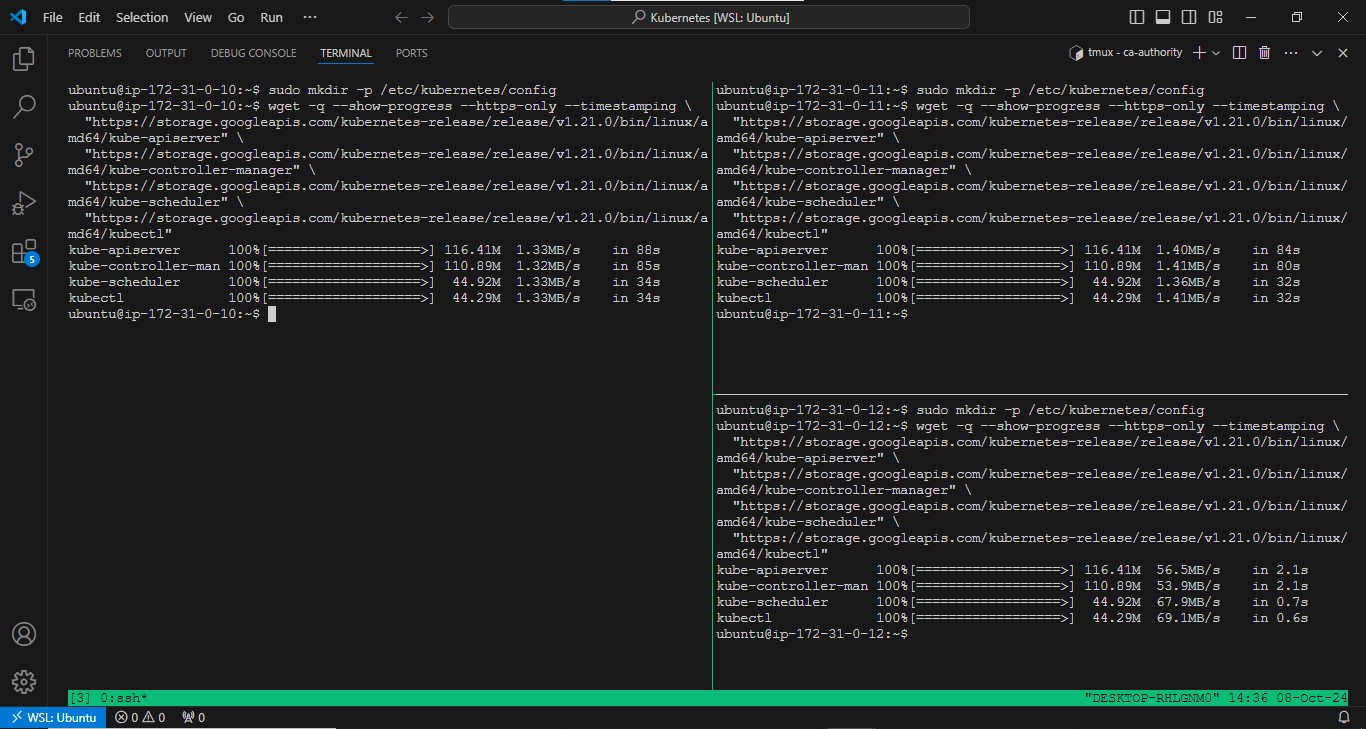 File Edit Selection View Go Run ···
Kubernetes [WSL: Ubuntu]
PROBLEMS OUTPUT DEBUG CONSOLE TERMINAL PORTS
tmux - ca-authority
ubuntu@ip-172-31-0-10:~$ sudo mkdir -p /etc/kubernetes/config
ubuntu@ip-172-31-0-10:~$ wget -q --show-progress --https-only --timestamping \
"https://storage.googleapis.com/kubernetes-release/release/v1.21.0/bin/linux/a
md64/kube-apiserver" \
"https://storage.googleapis.com/kubernetes-release/release/v1.21.0/bin/linux/a
md64/kube-controller-manager" \
"https://storage.googleapis.com/kubernetes-release/release/v1.21.0/bin/linux/a
md64/kube-scheduler" \
"https://storage.googleapis.com/kubernetes-release/release/v1.21.0/bin/linux/a
md64/kubectl"
kube-apiserver 100%[===================>] 116.41M 1.33MB/s in 88s
kube-controller-man 100%[===================>] 110.89M 1.32MB/s in 85s
kube-scheduler 100%[===================>] 44.92M 1.33MB/s in 34s
kubectl 100%[===================>] 44.29M 1.33MB/s in 34s
ubuntu@ip-172-31-0-10:~$
ubuntu@ip-172-31-0-11:~$ sudo mkdir -p /etc/kubernetes/config
ubuntu@ip-172-31-0-11:~$ wget -q --show-progress --https-only --timestamping \
"https://storage.googleapis.com/kubernetes-release/release/v1.21.0/bin/linux/
amd64/kube-apiserver" \
"https://storage.googleapis.com/kubernetes-release/release/v1.21.0/bin/linux/
amd64/kube-controller-manager" \
"https://storage.googleapis.com/kubernetes-release/release/v1.21.0/bin/linux/
amd64/kube-scheduler" \
"https://storage.googleapis.com/kubernetes-release/release/v1.21.0/bin/linux/
amd64/kubectl"
kube-apiserver 100%[==================>] 116.41M 1.40MB/s in 84s
kube-controller-man 100%[==================>] 110.89M 1.41MB/s in 80s
kube-scheduler 100%[==================>] 44.92M 1.36MB/s in 32s
kubectl 100%[==================>] 44.29M 1.41MB/s in 32s
ubuntu@ip-172-31-0-11:~$
ubuntu@ip-172-31-0-12:~$ sudo mkdir -p /etc/kubernetes/config
ubuntu@ip-172-31-0-12:~$ wget -q --show-progress --https-only --timestamping \
"https://storage.googleapis.com/kubernetes-release/release/v1.21.0/bin/linux/
amd64/kube-apiserver" \
"https://storage.googleapis.com/kubernetes-release/release/v1.21.0/bin/linux/
amd64/kube-controller-manager" \
"https://storage.googleapis.com/kubernetes-release/release/v1.21.0/bin/linux/
amd64/kube-scheduler" \
"https://storage.googleapis.com/kubernetes-release/release/v1.21.0/bin/linux/
amd64/kubectl"
kube-apiserver 100%[==================>] 116.41M 56.5MB/s in 2.1s
kube-controller-man 100%[==================>] 110.89M 53.9MB/s in 2.1s
kube-scheduler 100%[==================>] 44.92M 67.9MB/s in 0.7s
kubectl 100%[==================>] 44.29M 69.1MB/s in 0.6s
ubuntu@ip-172-31-0-12:~$
5
[3] 0:ssh* "DESKTOP-RHLGNM0" 14:36 08-Oct-24
WSL: Ubuntu 0 0 0